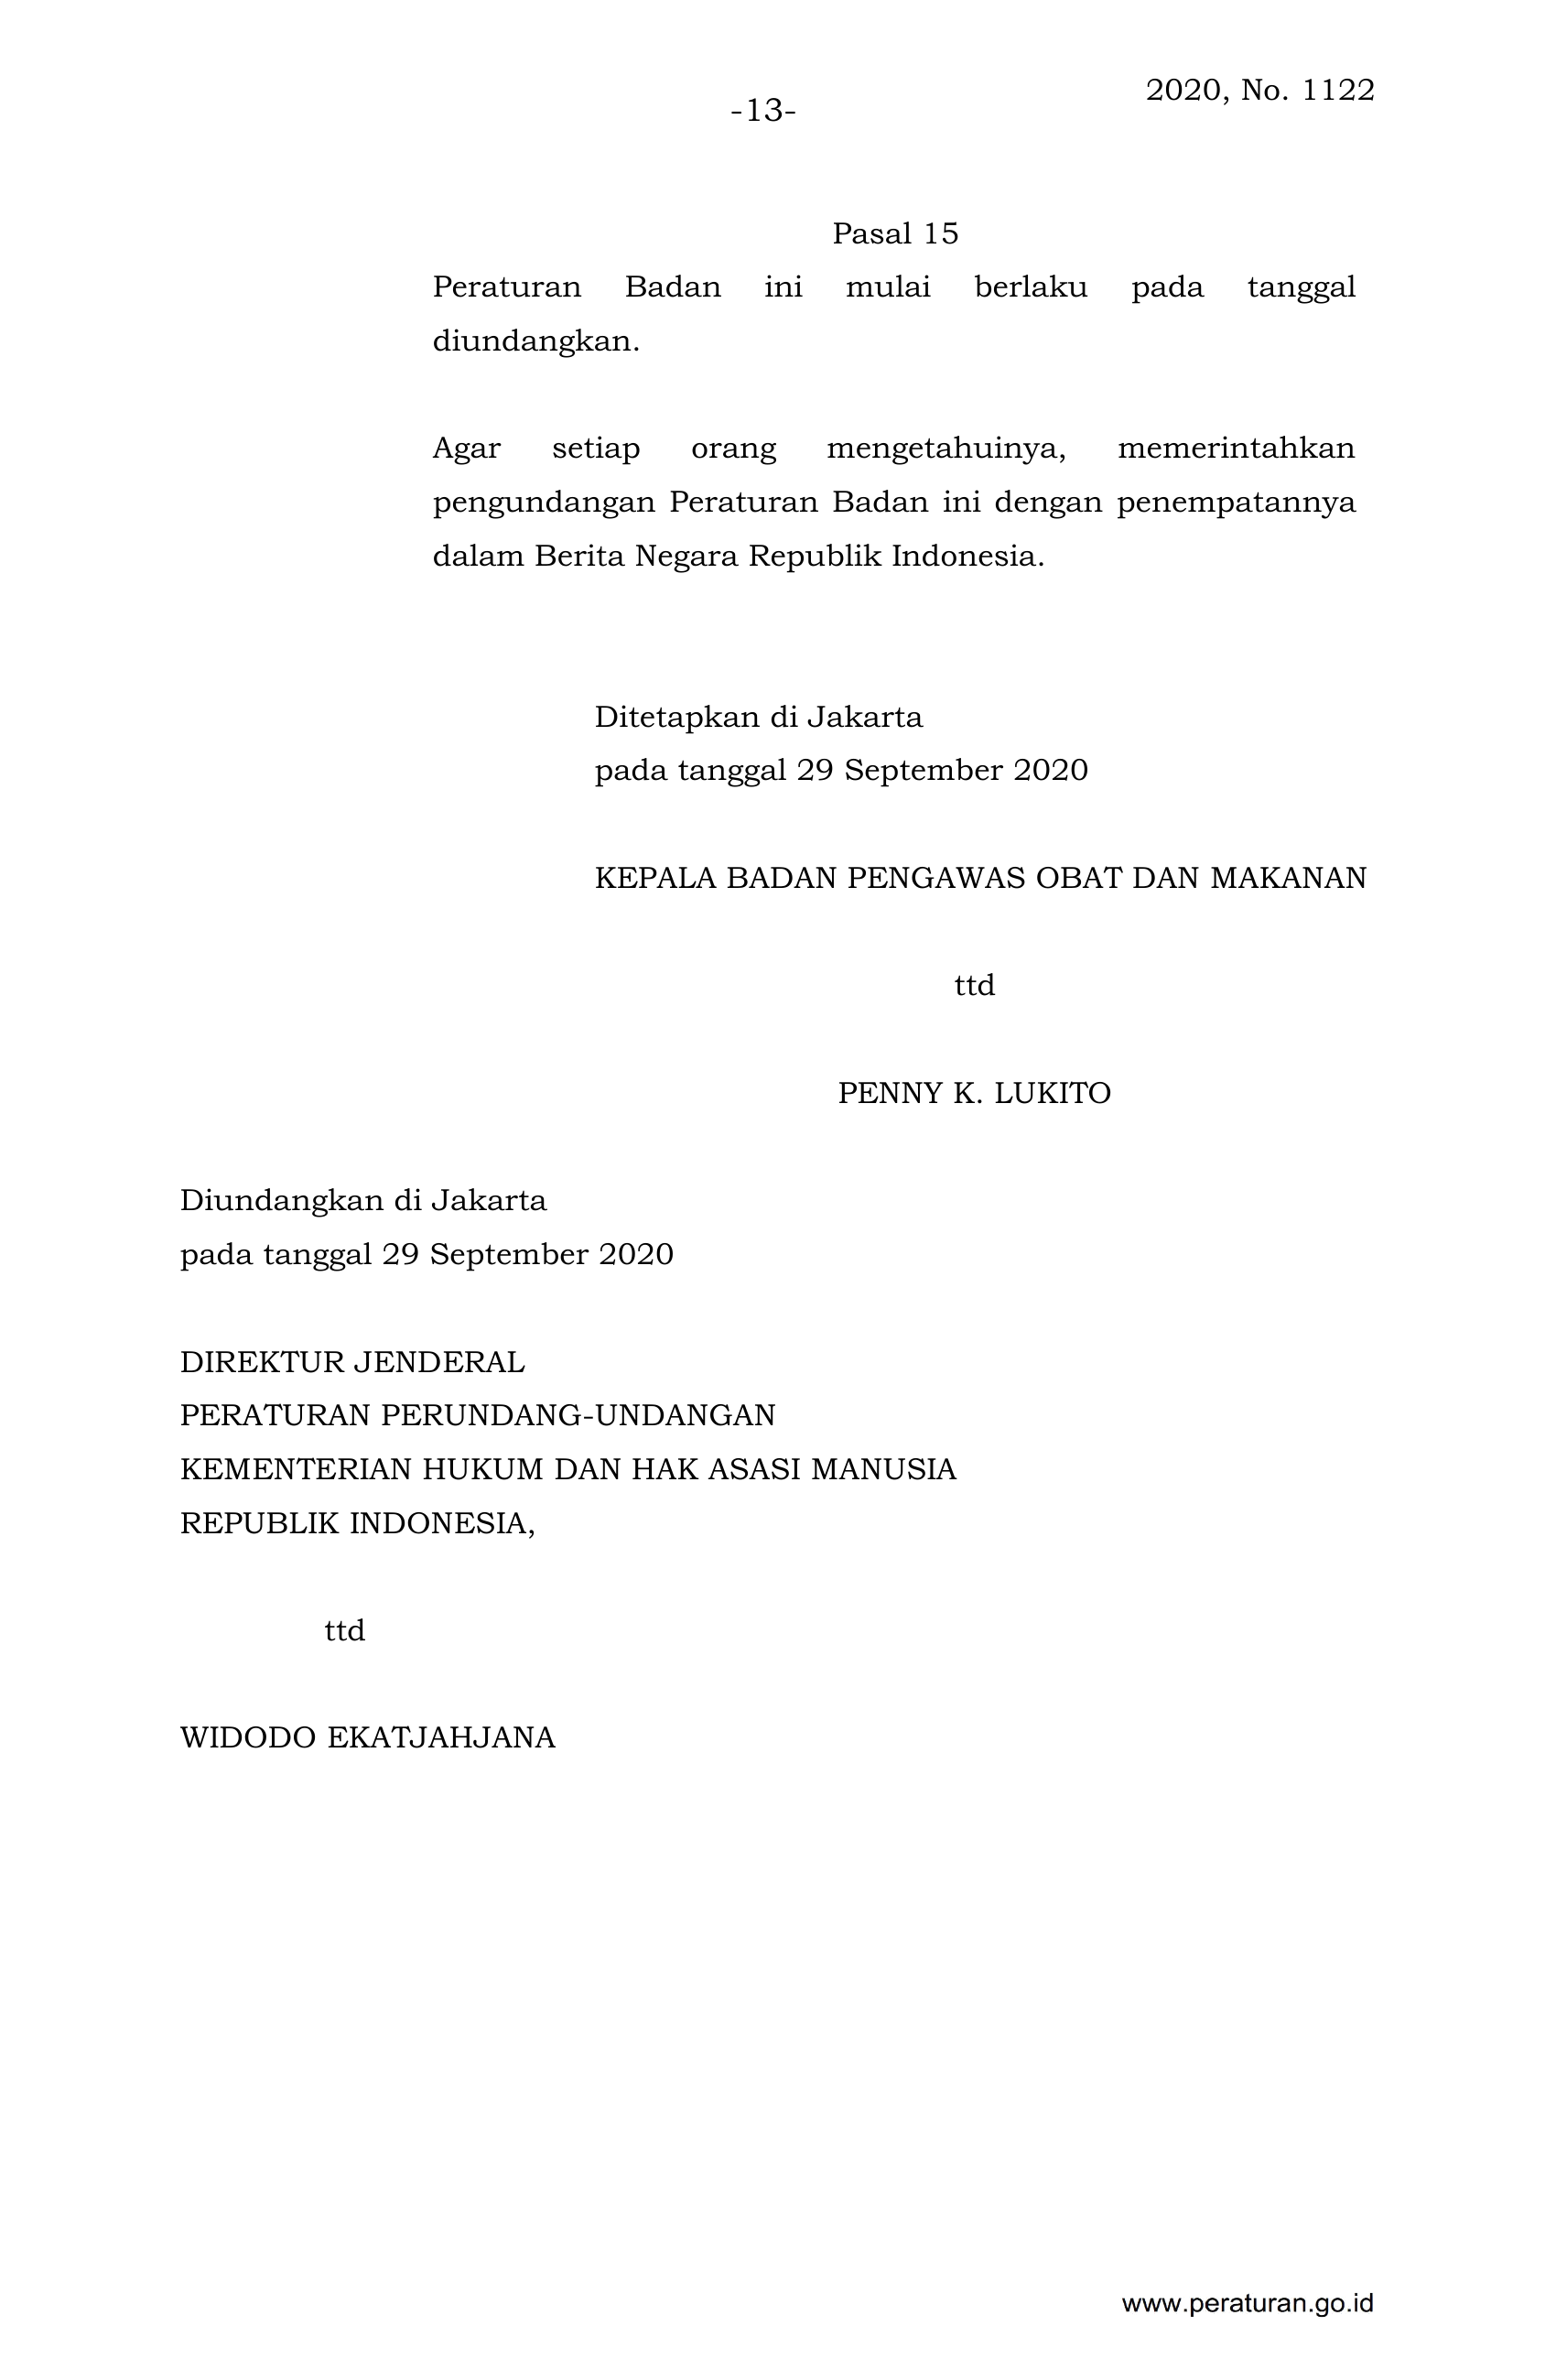 2020, No. 1122
-13-
Pasal 15
Peraturan Badan ini mulai berlaku pada tanggal
diundangkan.
Agar setiap orang mengetahuinya, memerintahkan
pengundangan Peraturan Badan ini dengan penempatannya
dalam Berita Negara Republik Indonesia.
Ditetapkan di Jakarta
pada tanggal 29 September 2020
KEPALA BADAN PENGAWAS OBAT DAN MAKANAN
ttd
PENNY K. LUKITO
Diundangkan di Jakarta
pada tanggal 29 September 2020
DIREKTUR JENDERAL
PERATURAN PERUNDANG-UNDANGAN
KEMENTERIAN HUKUM DAN HAK ASASI MANUSIA
REPUBLIK INDONESIA,
ttd
WIDODO EKATJAHJANA
www.peraturan.go.id